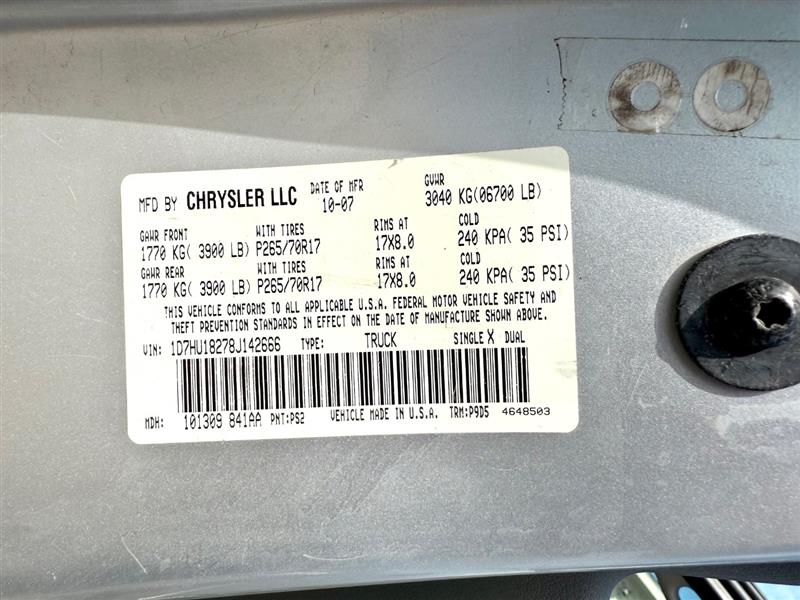 MFD BY CHRYSLER LLC DATE OF MFR GVWR
10-07 3040 KG(06700 LB)
GAWR FRONT WITH TIRES RIMS AT COLD
1770 KG( 3900 LB) P265/70R17 17X8.0 240 KPA( 35 PSI)
GAWR REAR WITH TIRES RIMS AT COLD
1770 KG( 3900 LB) P265/70R17 17X8.0 240 KPA( 35 PSI)
THIS VEHICLE CONFORMS TO ALL APPLICABLE U.S.A. FEDERAL MOTOR VEHICLE SAFETY AND
THEFT PREVENTION STANDARDS IN EFFECT ON THE DATE OF MANUFACTURE SHOWN ABOVE.
VIN: 1D7HU18278J142666 TYPE: TRUCK SINGLE X DUAL
MDH: 101309 841AA PNT:PS2 VEHICLE MADE IN U.S.A. TRM:P9D5 4648503